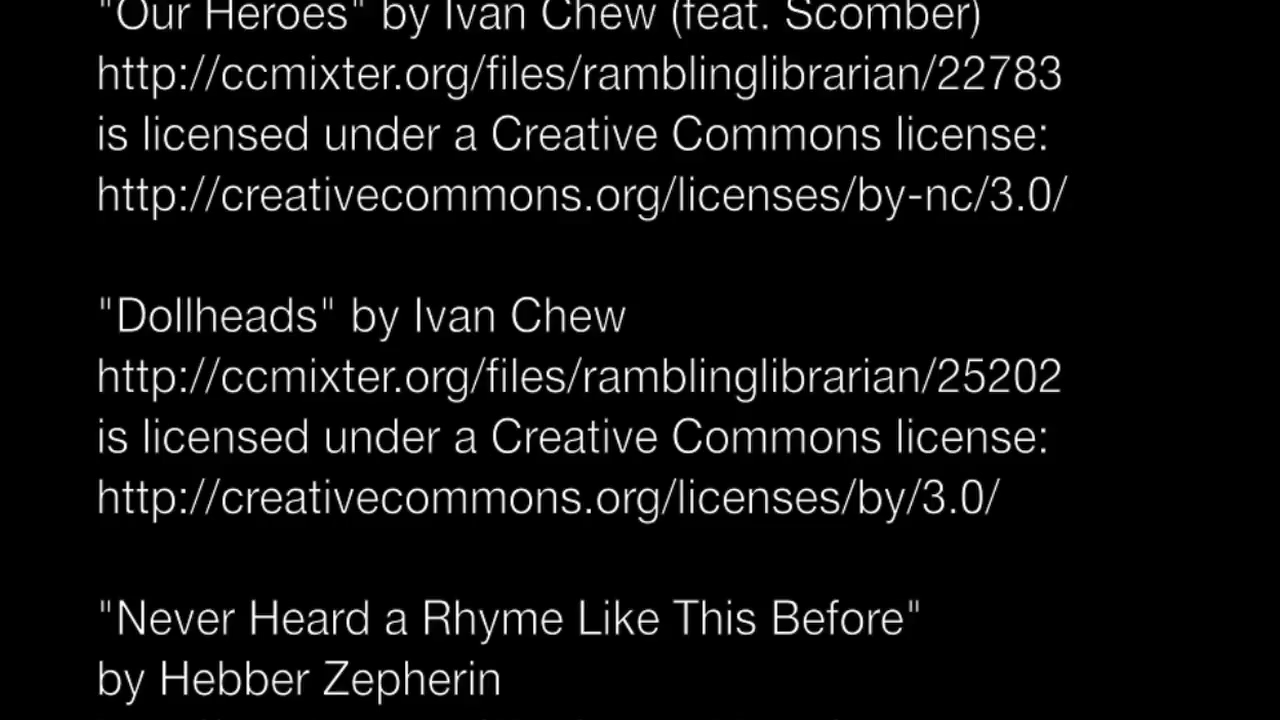 "Our Heroes" by Ivan Chew (feat. Scomber)
http://ccmixter.org/files/ramblinglibrarian/22783
is licensed under a Creative Commons license:
http://creativecommons.org/licenses/by-nc/3.0/
"Dollheads" by Ivan Chew
http://ccmixter.org/files/ramblinglibrarian/25202
is licensed under a Creative Commons license:
http://creativecommons.org/licenses/by/3.0/
"Never Heard a Rhyme Like This Before"
by Hebber Zepherin